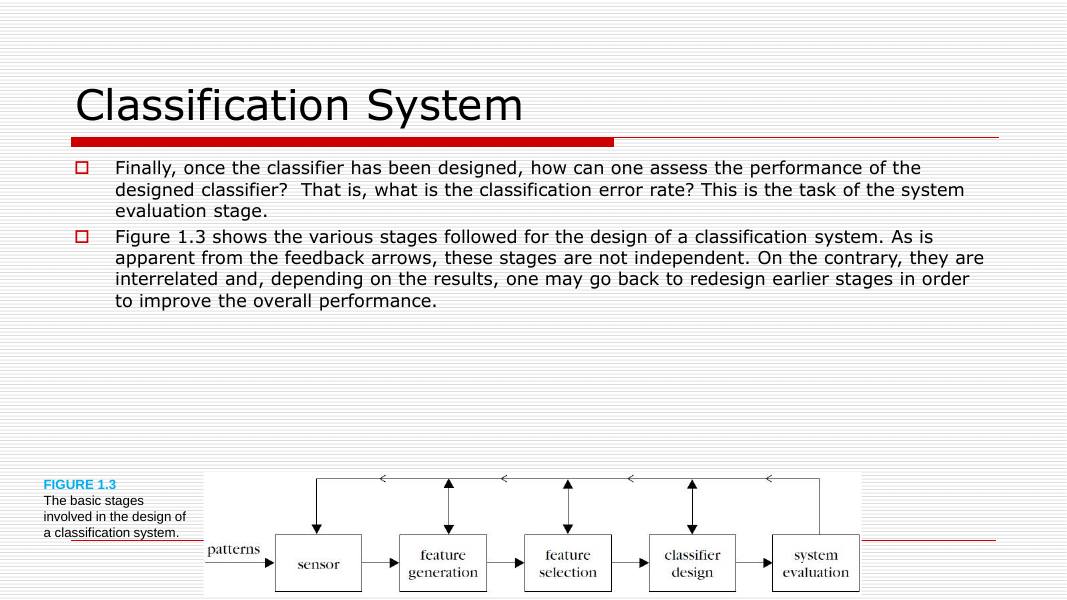 Classification System
Finally, once the classifier has been designed, how can one assess the performance of the
designed classifier?  That is, what is the classification error rate? This is the task of the system
evaluation stage.
Figure 1.3 shows the various stages followed for the design of a classification system. As is
apparent from the feedback arrows, these stages are not independent. On the contrary, they are
interrelated and, depending on the results, one may go back to redesign earlier stages in order
to improve the overall performance.
FIGURE 1.3
The basic stages
involved in the design of
a classification system.
patterns
sensor
feature
generation
feature
selection
classifier
design
system
evaluation